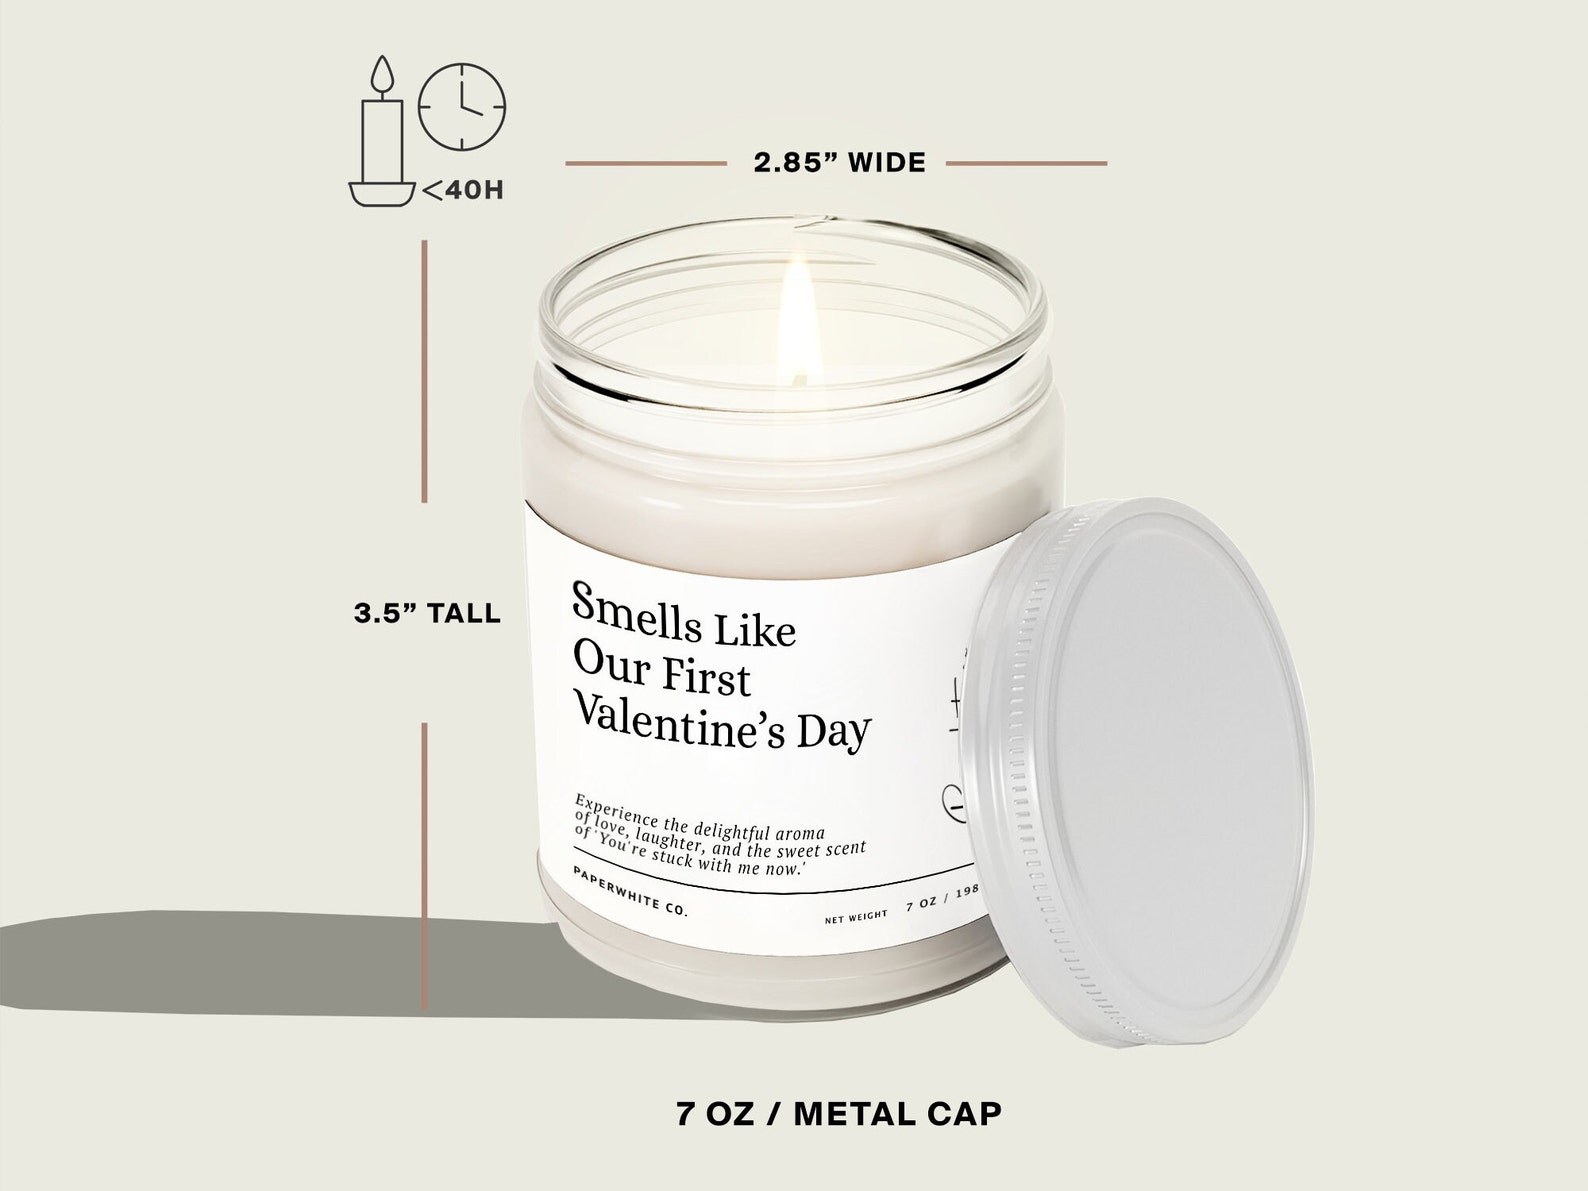 <40H
2.85” WIDE
3.5” TALL
Smells Like
Our First
Valentine’s Day
Experience the delightful aroma
of love, laughter, and the sweet scent
of 'You're stuck with me now.'
PAPERWHITE CO.
NET WEIGHT 7 OZ / 198
7 OZ / METAL CAP